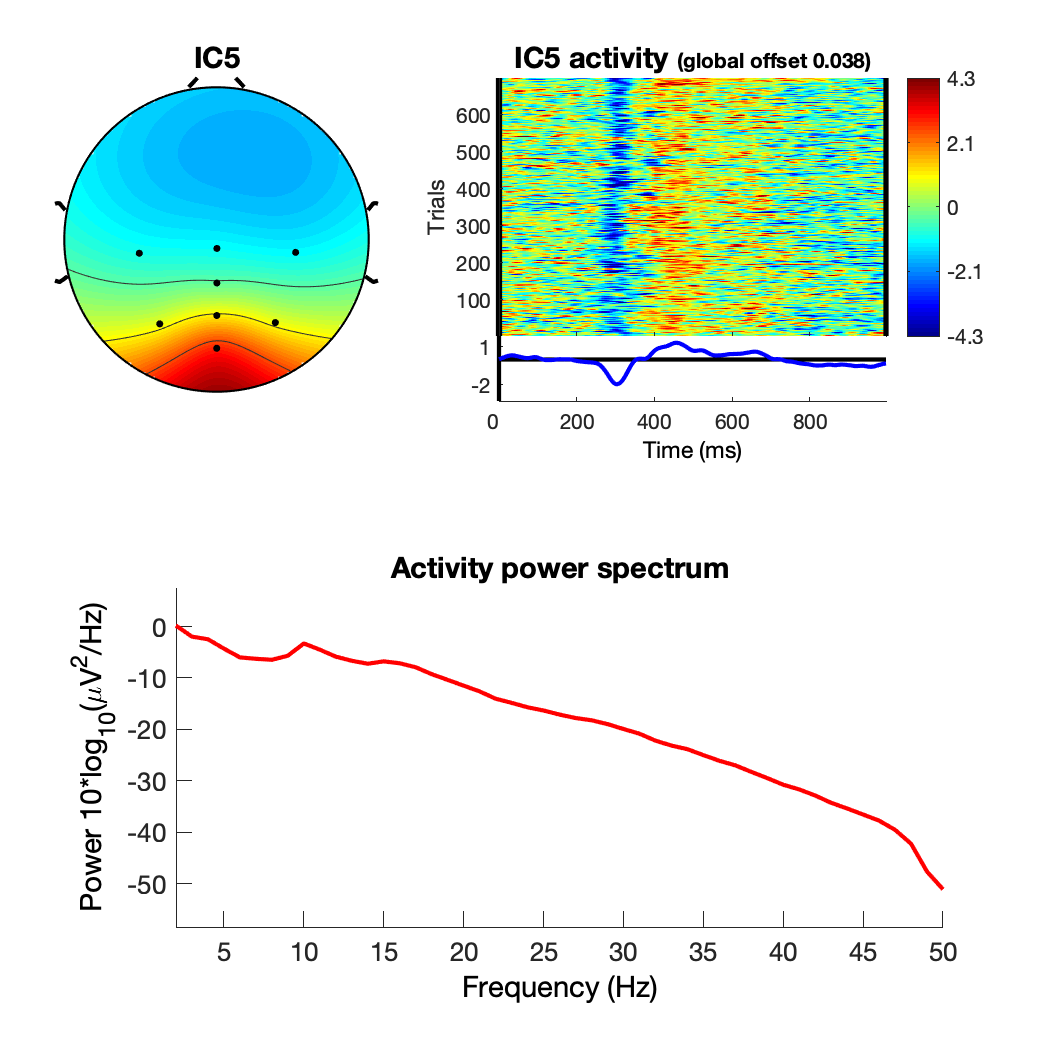 IC5
IC5 activity (global offset 0.038)
Trials
600
500
400
300
200
100
1
-2
0 200 400 600 800
Time (ms)
4.3
2.1
0
-2.1
-4.3
Activity power spectrum
Power 10*log10(μV2/Hz)
0
-10
-20
-30
-40
-50
5 10 15 20 25 30 35 40 45 50
Frequency (Hz)